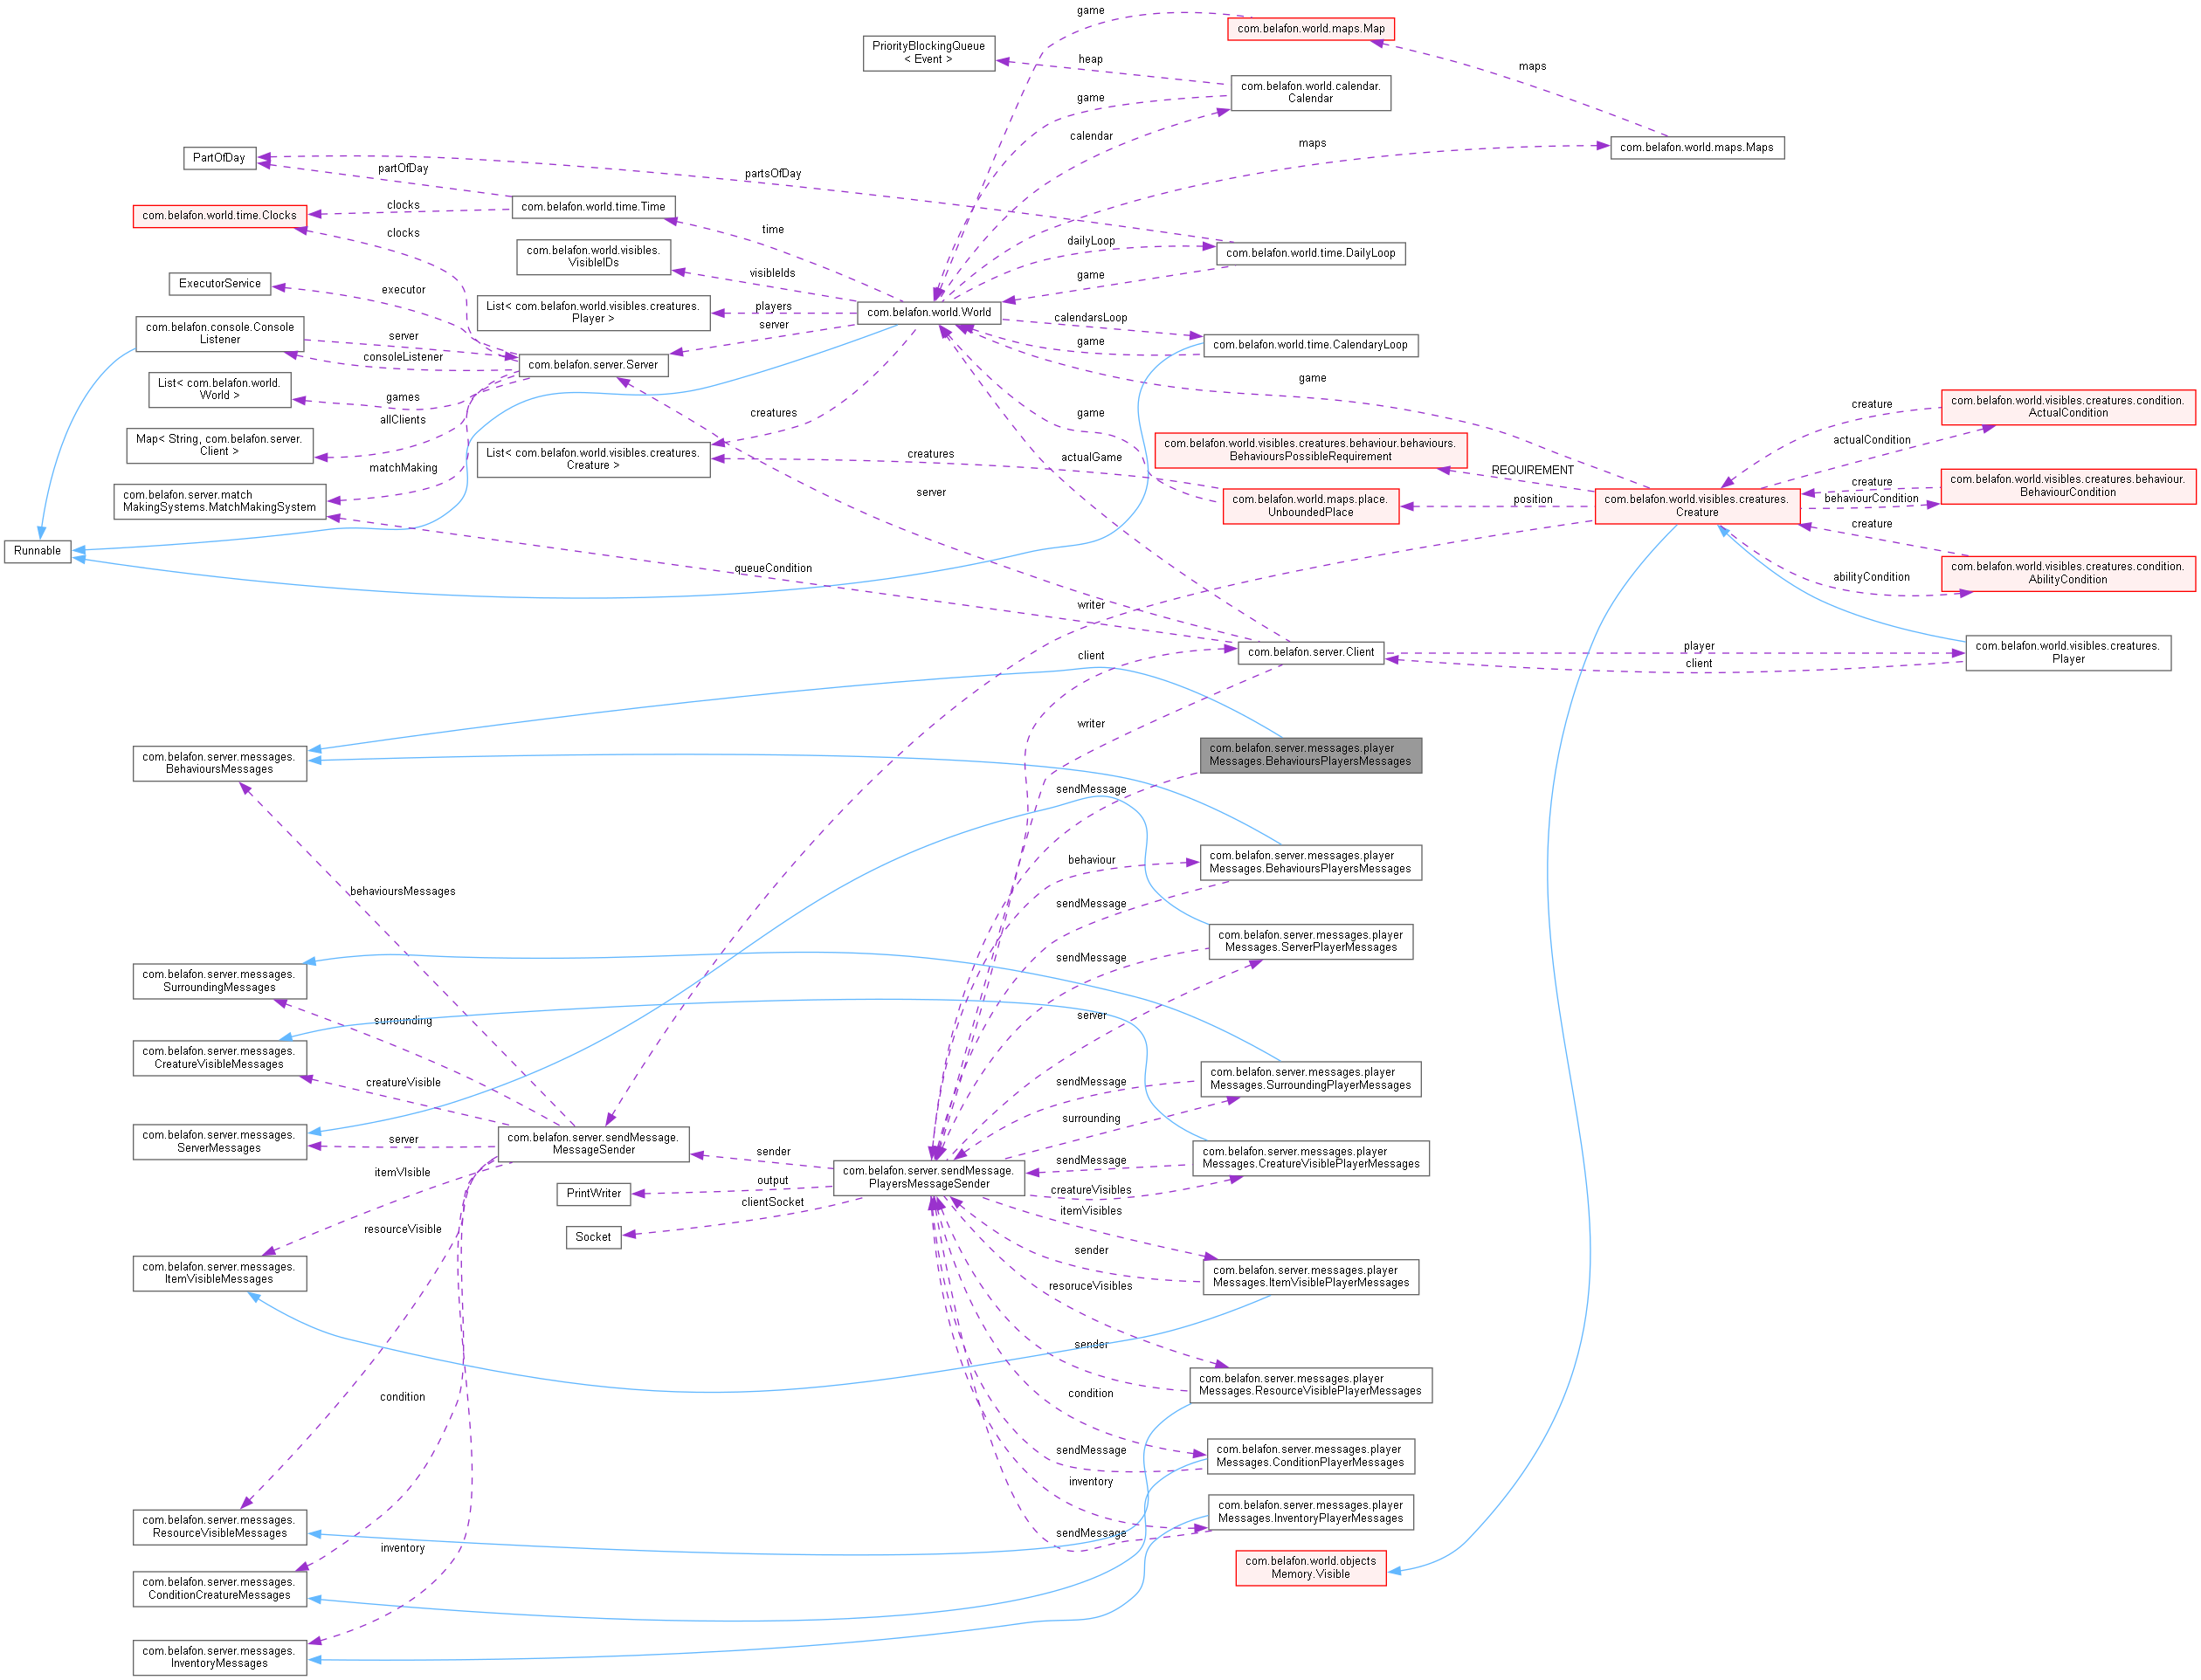 game
com.belafon.world.maps.Map
PriorityBlockingQueue
< Event >
heap
maps
com.belafon.world.calendar.
Calendar
game
calendar
maps
com.belafon.world.maps.Maps
PartOfDay
partOfDay
partsOfDay
com.belafon.world.time.Clocks
clocks
com.belafon.world.time.Time
clocks
time
dailyLoop
com.belafon.world.time.DailyLoop
com.belafon.world.visibles.
VisibleIDs
visibleIds
game
ExecutorService
executor
List< com.belafon.world.visibles.creatures.
Player >
players
com.belafon.world.World
calendarsLoop
com.belafon.console.Console
Listener
server
server
game
com.belafon.world.time.CalendaryLoop
consoleListener
com.belafon.server.Server
game
List< com.belafon.world.
World >
games
allClients
creatures
game
creature
com.belafon.world.visibles.creatures.condition.
ActualCondition
Map< String, com.belafon.server.
Client >
List< com.belafon.world.visibles.creatures.
Creature >
creatures
actualGame
com.belafon.world.visibles.creatures.behaviour.behaviours.
BehavioursPossibleRequirement
actualCondition
matchMaking
REQUIREMENT
com.belafon.server.match
MakingSystems.MatchMakingSystem
server
com.belafon.world.maps.place.
UnboundedPlace
position
com.belafon.world.visibles.creatures.
Creature
creature
behaviourCondition
com.belafon.world.visibles.creatures.behaviour.
BehaviourCondition
creature
Runnable
queueCondition
abilityCondition
com.belafon.world.visibles.creatures.condition.
AbilityCondition
writer
client
com.belafon.server.Client
player
client
com.belafon.world.visibles.creatures.
Player
writer
com.belafon.server.messages.
BehavioursMessages
com.belafon.server.messages.player
Messages.BehavioursPlayersMessages
sendMessage
behaviour
com.belafon.server.messages.player
Messages.BehavioursPlayersMessages
behavioursMessages
sendMessage
com.belafon.server.messages.player
Messages.ServerPlayerMessages
sendMessage
com.belafon.server.messages.
SurroundingMessages
surrounding
server
com.belafon.server.messages.
CreatureVisibleMessages
creatureVisible
sendMessage
com.belafon.server.messages.player
Messages.SurroundingPlayerMessages
surrounding
com.belafon.server.messages.
ServerMessages
server
com.belafon.server.sendMessage.
MessageSender
sender
com.belafon.server.sendMessage.
PlayersMessageSender
sendMessage
com.belafon.server.messages.player
Messages.CreatureVisiblePlayerMessages
itemVIsible
PrintWriter
output
clientSocket
creatureVisibles
itemVisibles
resourceVisible
Socket
sender
com.belafon.server.messages.
ItemVisibleMessages
com.belafon.server.messages.player
Messages.ItemVisiblePlayerMessages
resoruceVisibles
sender
com.belafon.server.messages.player
Messages.ResourceVisiblePlayerMessages
condition
condition
sendMessage
com.belafon.server.messages.player
Messages.ConditionPlayerMessages
inventory
com.belafon.server.messages.
ResourceVisibleMessages
com.belafon.server.messages.player
Messages.InventoryPlayerMessages
sendMessage
inventory
com.belafon.world.objects
Memory.Visible
com.belafon.server.messages.
ConditionCreatureMessages
com.belafon.server.messages.
InventoryMessages